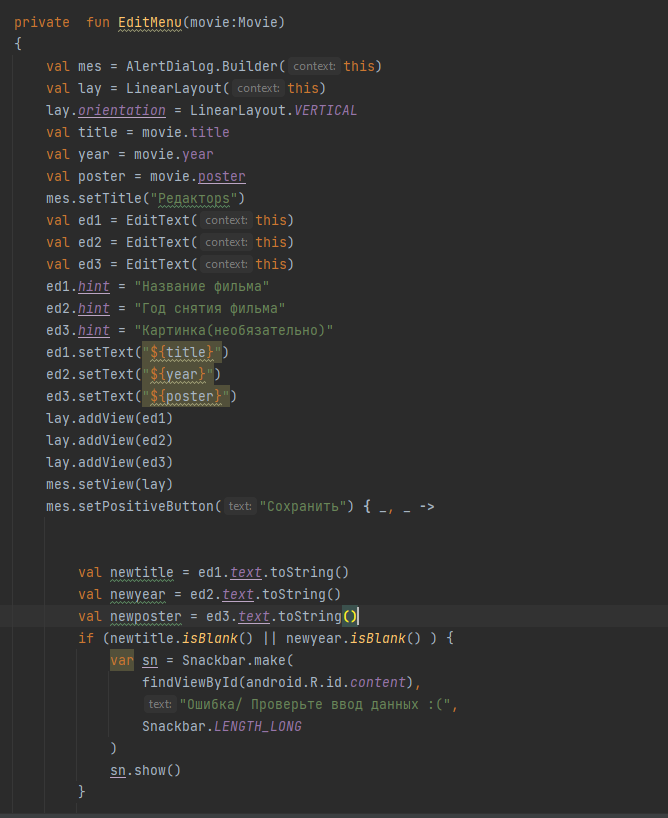 private  fun EditMenu(movie:Movie)
{
    val mes = AlertDialog.Builder( context: this)
    val lay = LinearLayout( context: this)
    lay.orientation = LinearLayout.VERTICAL
    val title = movie.title
    val year = movie.year
    val poster = movie.poster
    mes.setTitle("Редакторs")
    val ed1 = EditText( context: this)
    val ed2 = EditText( context: this)
    val ed3 = EditText( context: this)
    ed1.hint = "Название фильма"
    ed2.hint = "Год снятия фильма"
    ed3.hint = "Картинка(необязательно)"
    ed1.setText("${title}")
    ed2.setText("${year}")
    ed3.setText("${poster}")
    lay.addView(ed1)
    lay.addView(ed2)
    lay.addView(ed3)
    mes.setView(lay)
    mes.setPositiveButton( text: "Сохранить") { _, _ ->
        val newtitle = ed1.text.toString()
        val newyear = ed2.text.toString()
        val newposter = ed3.text.toString()
        if (newtitle.isBlank() || newyear.isBlank() ) {
            var sn = Snackbar.make(
                findViewById(android.R.id.content),
                text: "Ошибка/ Проверьте ввод данных :(",
                Snackbar.LENGTH_LONG
            )
            sn.show()
        }